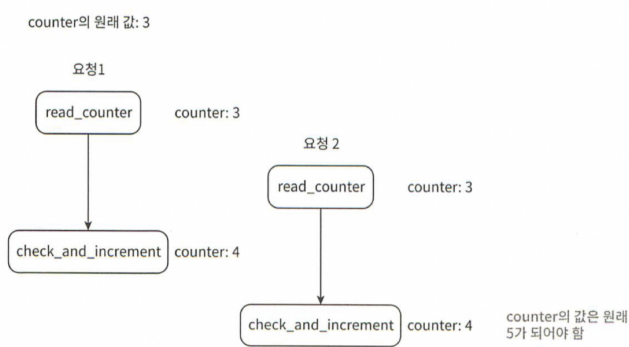 counter의 원래 값: 3
요청1
read_counter
counter: 3
요청 2
read_counter
counter: 3
check_and_increment
counter: 4
check_and_increment
counter: 4
counter의 값은 원래
5가 되어야 함